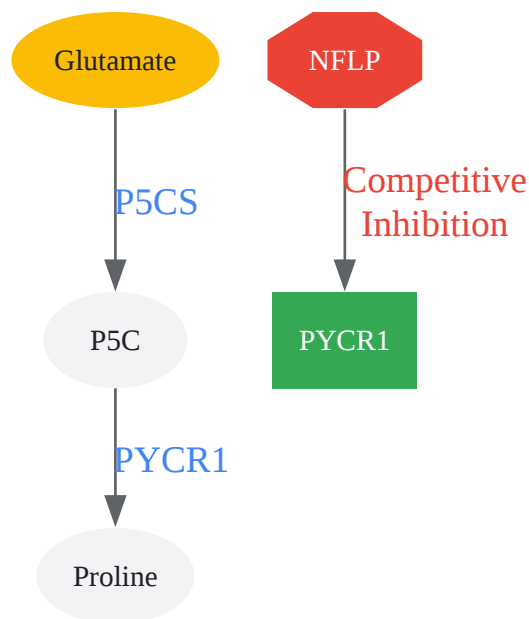 Glutamate
NFLP
P5CS
Competitive
Inhibition
P5C
PYCR1
PYCR1
Proline